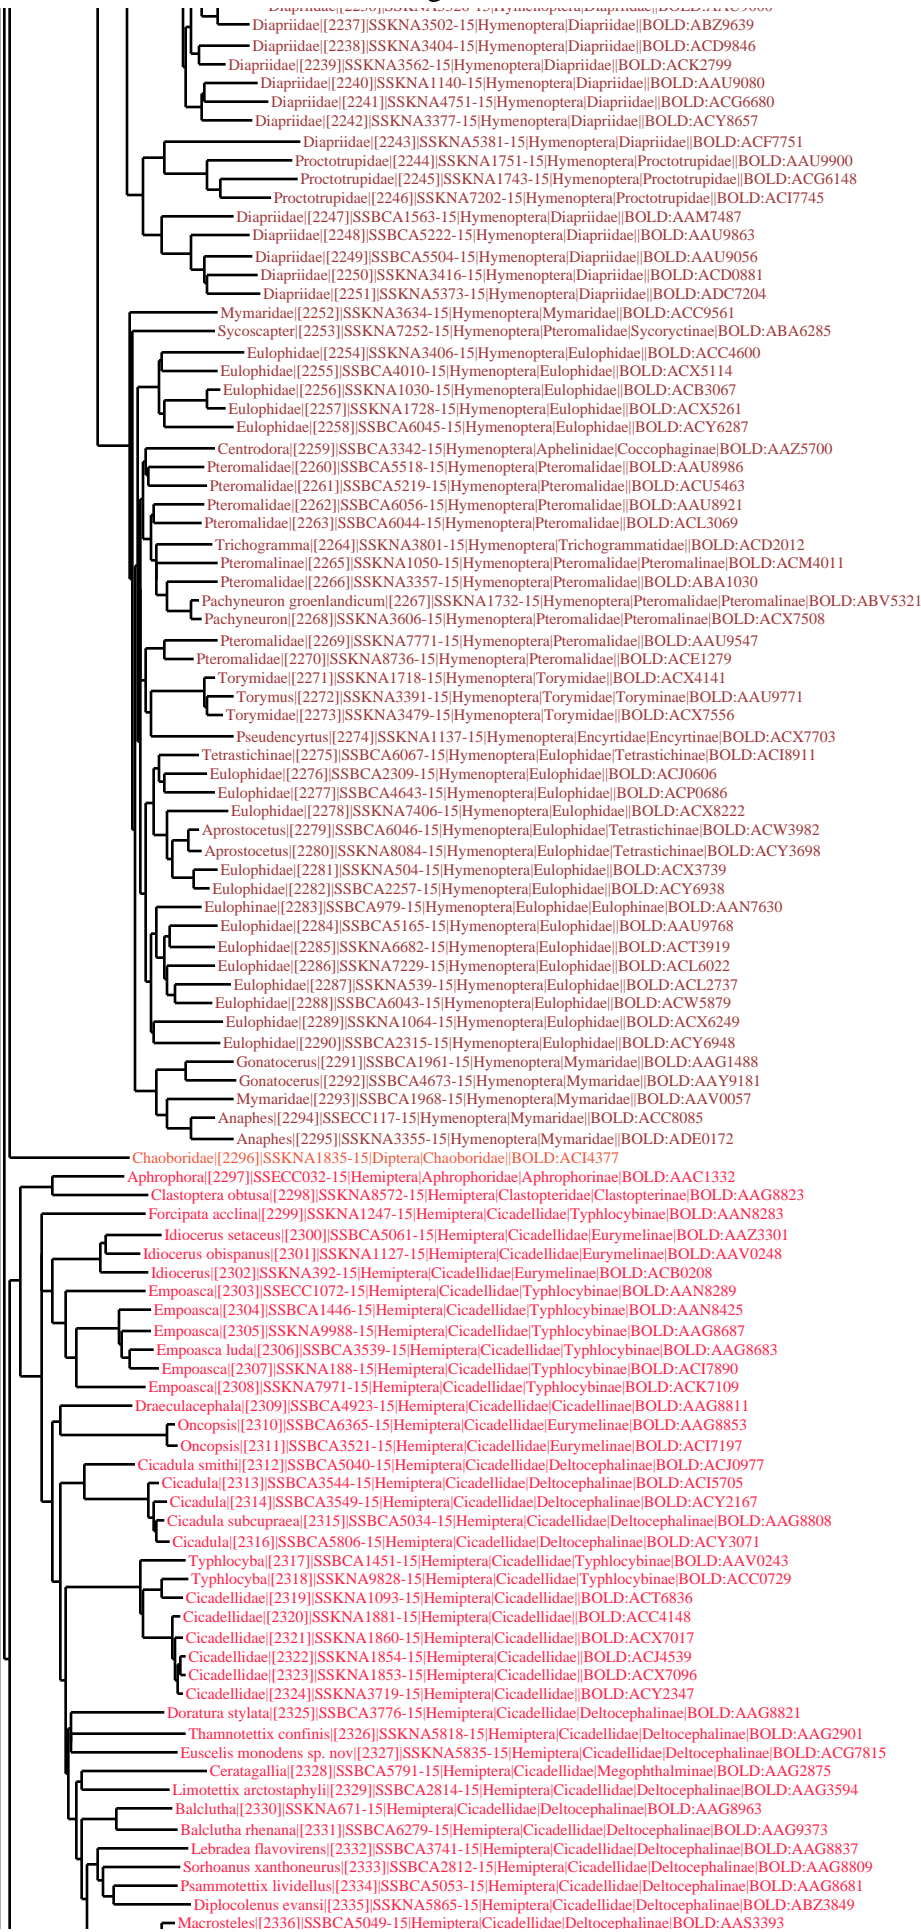 Diapriidae|[2237]|SSKNA3502-15|Hymenoptera|Diapriidae||BOLD:ABZ9639
Diapriidae|[2238]|SSKNA3404-15|Hymenoptera|Diapriidae||BOLD:ACD9846
Diapriidae|[2239]|SSKNA3562-15|Hymenoptera|Diapriidae||BOLD:ACK2799
Diapriidae|[2240]|SSKNA1140-15|Hymenoptera|Diapriidae||BOLD:AAU9080
Diapriidae|[2241]|SSKNA4751-15|Hymenoptera|Diapriidae||BOLD:ACG6680
Diapriidae|[2242]|SSKNA3377-15|Hymenoptera|Diapriidae||BOLD:ACY8657
Diapriidae|[2243]|SSKNA5381-15|Hymenoptera|Diapriidae||BOLD:ACF7751
Proctotrupidae|[2244]|SSKNA1751-15|Hymenoptera|Proctotrupidae||BOLD:AAU9900
Proctotrupidae|[2245]|SSKNA1743-15|Hymenoptera|Proctotrupidae||BOLD:ACG6148
Proctotrupidae|[2246]|SSKNA7202-15|Hymenoptera|Proctotrupidae||BOLD:ACI7745
Diapriidae|[2247]|SSBCA1563-15|Hymenoptera|Diapriidae||BOLD:AAM7487
Diapriidae|[2248]|SSBCA5222-15|Hymenoptera|Diapriidae||BOLD:AAU9863
Diapriidae|[2249]|SSBCA5504-15|Hymenoptera|Diapriidae||BOLD:AAU9056
Diapriidae|[2250]|SSKNA3416-15|Hymenoptera|Diapriidae||BOLD:ACD0881
Diapriidae|[2251]|SSKNA5373-15|Hymenoptera|Diapriidae||BOLD:ADC7204
Mymaridae|[2252]|SSKNA3634-15|Hymenoptera|Mymaridae||BOLD:ACC9561
Sycoscapter|[2253]|SSKNA7252-15|Hymenoptera|Pteromalidae|Sycoryctinae|BOLD:ABA6285
Eulophidae|[2254]|SSKNA3406-15|Hymenoptera|Eulophidae||BOLD:ACC4600
Eulophidae|[2255]|SSBCA4010-15|Hymenoptera|Eulophidae||BOLD:ACX5114
Eulophidae|[2256]|SSKNA1030-15|Hymenoptera|Eulophidae||BOLD:ACB3067
Eulophidae|[2257]|SSKNA1728-15|Hymenoptera|Eulophidae||BOLD:ACX5261
Eulophidae|[2258]|SSBCA6045-15|Hymenoptera|Eulophidae||BOLD:ACY6287
Centrodora|[2259]|SSBCA3342-15|Hymenoptera|Aphelinidae|Coccophaginae|BOLD:AAZ5700
Pteromalidae|[2260]|SSBCA5518-15|Hymenoptera|Pteromalidae||BOLD:AAU8986
Pteromalidae|[2261]|SSBCA5219-15|Hymenoptera|Pteromalidae||BOLD:ACU5463
Pteromalidae|[2262]|SSBCA6056-15|Hymenoptera|Pteromalidae||BOLD:AAU8921
Pteromalidae|[2263]|SSBCA6044-15|Hymenoptera|Pteromalidae||BOLD:ACL3069
Trichogramma|[2264]|SSKNA3801-15|Hymenoptera|Trichogrammatidae||BOLD:ACD2012
Pteromalinae|[2265]|SSKNA1050-15|Hymenoptera|Pteromalidae|Pteromalinae|BOLD:ACM4011
Pteromalidae|[2266]|SSKNA3357-15|Hymenoptera|Pteromalidae||BOLD:ABA1030
Pachyneuron groenlandicum|[2267]|SSKNA1732-15|Hymenoptera|Pteromalidae|Pteromalinae|BOLD:ABV5321
Pachyneuron|[2268]|SSKNA3606-15|Hymenoptera|Pteromalidae|Pteromalinae|BOLD:ACX7508
Pteromalidae|[2269]|SSKNA7771-15|Hymenoptera|Pteromalidae||BOLD:AAU9547
Pteromalidae|[2270]|SSKNA8736-15|Hymenoptera|Pteromalidae||BOLD:ACE1279
Torymidae|[2271]|SSKNA1718-15|Hymenoptera|Torymidae||BOLD:ACX4141
Torymus|[2272]|SSKNA3391-15|Hymenoptera|Torymidae|Toryminae|BOLD:AAU9771
Torymidae|[2273]|SSKNA3479-15|Hymenoptera|Torymidae||BOLD:ACX7556
Pseudencyrtus|[2274]|SSKNA1137-15|Hymenoptera|Encyrtidae|Encyrtinae|BOLD:ACX7703
Tetrastichinae|[2275]|SSBCA6067-15|Hymenoptera|Eulophidae|Tetrastichinae|BOLD:ACI8911
Eulophidae|[2276]|SSBCA2309-15|Hymenoptera|Eulophidae||BOLD:ACJ0606
Eulophidae|[2277]|SSBCA4643-15|Hymenoptera|Eulophidae||BOLD:ACP0686
Eulophidae|[2278]|SSKNA7406-15|Hymenoptera|Eulophidae||BOLD:ACX8222
Aprostocetus|[2279]|SSBCA6046-15|Hymenoptera|Eulophidae|Tetrastichinae|BOLD:ACW3982
Aprostocetus|[2280]|SSKNA8084-15|Hymenoptera|Eulophidae|Tetrastichinae|BOLD:ACY3698
Eulophidae|[2281]|SSKNA504-15|Hymenoptera|Eulophidae||BOLD:ACX3739
Eulophidae|[2282]|SSBCA2257-15|Hymenoptera|Eulophidae||BOLD:ACY6938
Eulophinae|[2283]|SSBCA979-15|Hymenoptera|Eulophidae|Eulophinae|BOLD:AAN7630
Eulophidae|[2284]|SSBCA5165-15|Hymenoptera|Eulophidae||BOLD:AAU9768
Eulophidae|[2285]|SSKNA6682-15|Hymenoptera|Eulophidae||BOLD:ACT3919
Eulophidae|[2286]|SSKNA7229-15|Hymenoptera|Eulophidae||BOLD:ACL6022
Eulophidae|[2287]|SSKNA539-15|Hymenoptera|Eulophidae||BOLD:ACL2737
Eulophidae|[2288]|SSBCA6043-15|Hymenoptera|Eulophidae||BOLD:ACW5879
Eulophidae|[2289]|SSKNA1064-15|Hymenoptera|Eulophidae||BOLD:ACX6249
Eulophidae|[2290]|SSBCA2315-15|Hymenoptera|Eulophidae||BOLD:ACY6948
Gonatocerus|[2291]|SSBCA1961-15|Hymenoptera|Mymaridae||BOLD:AAG1488
Gonatocerus|[2292]|SSBCA4673-15|Hymenoptera|Mymaridae||BOLD:AAY9181
Mymaridae|[2293]|SSBCA1968-15|Hymenoptera|Mymaridae||BOLD:AAV0057
Anaphes|[2294]|SSECC117-15|Hymenoptera|Mymaridae||BOLD:ACC8085
Anaphes|[2295]|SSKNA3355-15|Hymenoptera|Mymaridae||BOLD:ADE0172
Chaoboridae|[2296]|SSKNA1835-15|Diptera|Chaoboridae||BOLD:ACI4377
Aphrophora|[2297]|SSECC032-15|Hemiptera|Aphrophoridae|Aphrophorinae|BOLD:AAC1332
Clastoptera obtusa|[2298]|SSKNA8572-15|Hemiptera|Clastopteridae|Clastopterinae|BOLD:AAG8823
Forcipata acclina|[2299]|SSKNA1247-15|Hemiptera|Cicadellidae|Typhlocybinae|BOLD:AAN8283
Idiocerus setaceus|[2300]|SSBCA5061-15|Hemiptera|Cicadellidae|Eurymelinae|BOLD:AAZ3301
Idiocerus obispanus|[2301]|SSKNA1127-15|Hemiptera|Cicadellidae|Eurymelinae|BOLD:AAV0248
Idiocerus|[2302]|SSKNA392-15|Hemiptera|Cicadellidae|Eurymelinae|BOLD:ACB0208
Empoasca|[2303]|SSECC1072-15|Hemiptera|Cicadellidae|Typhlocybinae|BOLD:AAN8289
Empoasca|[2304]|SSBCA1446-15|Hemiptera|Cicadellidae|Typhlocybinae|BOLD:AAN8425
Empoasca|[2305]|SSKNA9988-15|Hemiptera|Cicadellidae|Typhlocybinae|BOLD:AAG8687
Empoasca luda|[2306]|SSBCA3539-15|Hemiptera|Cicadellidae|Typhlocybinae|BOLD:AAG8683
Empoasca|[2307]|SSKNA188-15|Hemiptera|Cicadellidae|Typhlocybinae|BOLD:ACI7890
Empoasca|[2308]|SSKNA7971-15|Hemiptera|Cicadellidae|Typhlocybinae|BOLD:ACK7109
Draeculacephala|[2309]|SSBCA4923-15|Hemiptera|Cicadellidae|Cicadellinae|BOLD:AAG8811
Oncopsis|[2310]|SSBCA6365-15|Hemiptera|Cicadellidae|Eurymelinae|BOLD:AAG8853
Oncopsis|[2311]|SSBCA3521-15|Hemiptera|Cicadellidae|Eurymelinae|BOLD:ACI7197
Cicadula smithi|[2312]|SSBCA5040-15|Hemiptera|Cicadellidae|Deltocephalinae|BOLD:ACJ0977
Cicadula|[2313]|SSBCA3544-15|Hemiptera|Cicadellidae|Deltocephalinae|BOLD:ACI5705
Cicadula|[2314]|SSBCA3549-15|Hemiptera|Cicadellidae|Deltocephalinae|BOLD:ACY2167
Cicadula subcupraea|[2315]|SSBCA5034-15|Hemiptera|Cicadellidae|Deltocephalinae|BOLD:AAG8808
Cicadula|[2316]|SSBCA5806-15|Hemiptera|Cicadellidae|Deltocephalinae|BOLD:ACY3071
Typhlocyba|[2317]|SSBCA1451-15|Hemiptera|Cicadellidae|Typhlocybinae|BOLD:AAV0243
Typhlocyba|[2318]|SSKNA9828-15|Hemiptera|Cicadellidae|Typhlocybinae|BOLD:ACC0729
Cicadellidae|[2319]|SSKNA1093-15|Hemiptera|Cicadellidae||BOLD:ACT6836
Cicadellidae|[2320]|SSKNA1881-15|Hemiptera|Cicadellidae||BOLD:ACC4148
Cicadellidae|[2321]|SSKNA1860-15|Hemiptera|Cicadellidae||BOLD:ACX7017
Cicadellidae|[2322]|SSKNA1854-15|Hemiptera|Cicadellidae||BOLD:ACJ4539
Cicadellidae|[2323]|SSKNA1853-15|Hemiptera|Cicadellidae||BOLD:ACX7096
Cicadellidae|[2324]|SSKNA3719-15|Hemiptera|Cicadellidae||BOLD:ACY2347
Doratura stylata|[2325]|SSBCA3776-15|Hemiptera|Cicadellidae|Deltocephalinae|BOLD:AAG8821
Thamnotettix confinis|[2326]|SSKNA5818-15|Hemiptera|Cicadellidae|Deltocephalinae|BOLD:AAG2901
Euscelis monodens sp. nov|[2327]|SSKNA5835-15|Hemiptera|Cicadellidae|Deltocephalinae|BOLD:ACG7815
Ceratagallia|[2328]|SSBCA5791-15|Hemiptera|Cicadellidae|Megophthalminae|BOLD:AAG2875
Limotettix arctostaphyli|[2329]|SSBCA2814-15|Hemiptera|Cicadellidae|Deltocephalinae|BOLD:AAG3594
Balclutha|[2330]|SSKNA671-15|Hemiptera|Cicadellidae|Deltocephalinae|BOLD:AAG8963
Balclutha rhenana|[2331]|SSBCA6279-15|Hemiptera|Cicadellidae|Deltocephalinae|BOLD:AAG9373
Lebradea flavovirens|[2332]|SSBCA3741-15|Hemiptera|Cicadellidae|Deltocephalinae|BOLD:AAG8837
Sorhoanus xanthoneurus|[2333]|SSBCA2812-15|Hemiptera|Cicadellidae|Deltocephalinae|BOLD:AAG8809
Psammotettix lividellus|[2334]|SSBCA5053-15|Hemiptera|Cicadellidae|Deltocephalinae|BOLD:AAG8681
Diplocolenus evansi|[2335]|SSKNA5865-15|Hemiptera|Cicadellidae|Deltocephalinae|BOLD:ABZ3849
Macrosteles|[2336]|SSBCA5049-15|Hemiptera|Cicadellidae|Deltocephalinae|BOLD:AAS3393